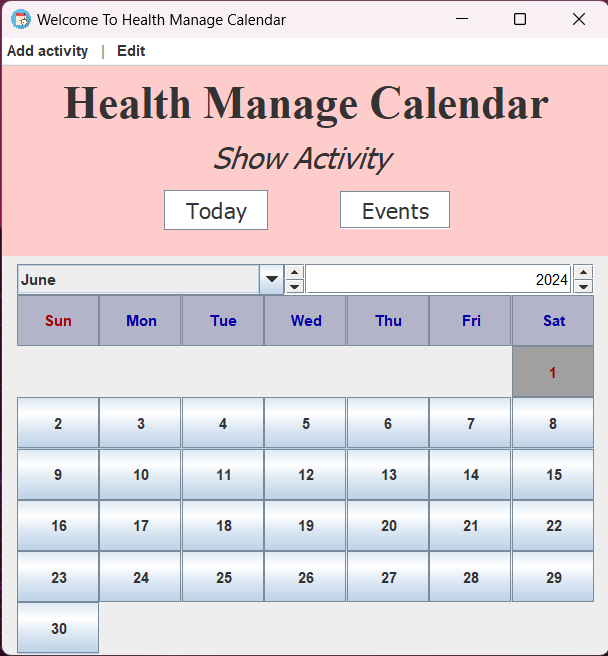 Welcome To Health Manage Calendar
Add activity | Edit
Health Manage Calendar
Show Activity
Today Events
June 2024
Sun Mon Tue Wed Thu Fri Sat
1
2 3 4 5 6 7 8
9 10 11 12 13 14 15
16 17 18 19 20 21 22
23 24 25 26 27 28 29
30